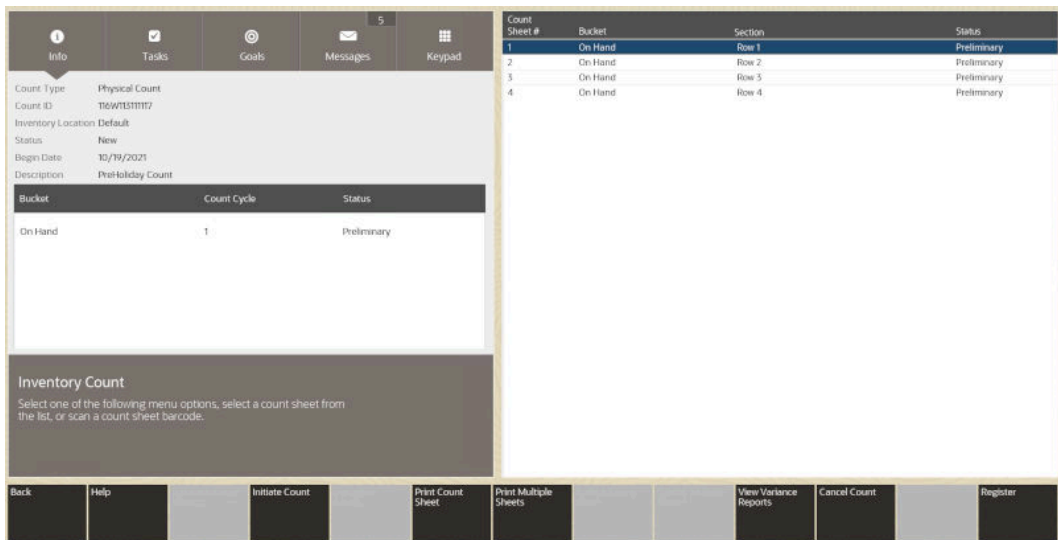 5
Info Tasks Goals Messages Keypad
Count Type Physical Count
Count ID 116W113111117
Inventory Location Default
Status New
Begin Date 10/19/2021
Description PreHoliday Count
Bucket Count Cycle Status
On Hand 1 Preliminary
Inventory Count
Select one of the following menu options, select a count sheet from
the list, or scan a count sheet barcode.
Count
Sheet # Bucket Section Status
1 On Hand Row 1 Preliminary
2 On Hand Row 2 Preliminary
3 On Hand Row 3 Preliminary
4 On Hand Row 4 Preliminary
Back Help Initiate Count Print Count Print Multiple View Variance Cancel Count Register
Sheet Sheets Reports